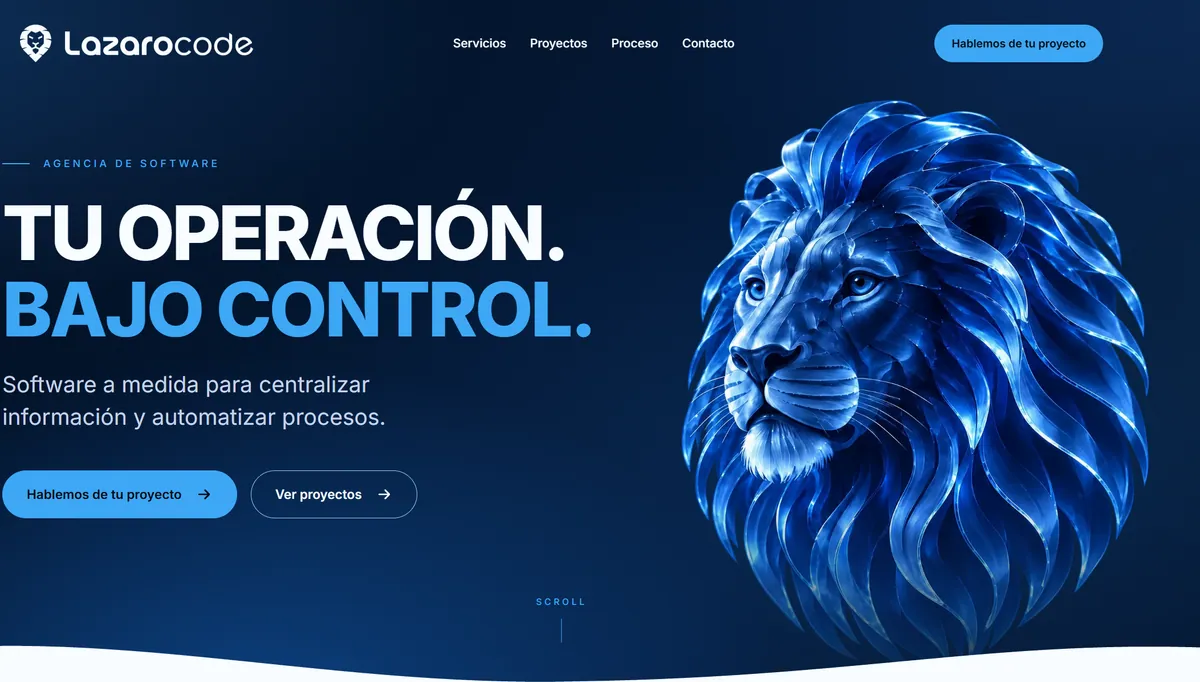 Lazarocode
Servicios
Proyectos
Proceso
Contacto
Hablemos de tu proyecto
AGENCIA DE SOFTWARE
TU OPERACIÓN.
BAJO CONTROL.
Software a medida para centralizar
información y automatizar procesos.
Hablemos de tu proyecto →
Ver proyectos →
SCROLL